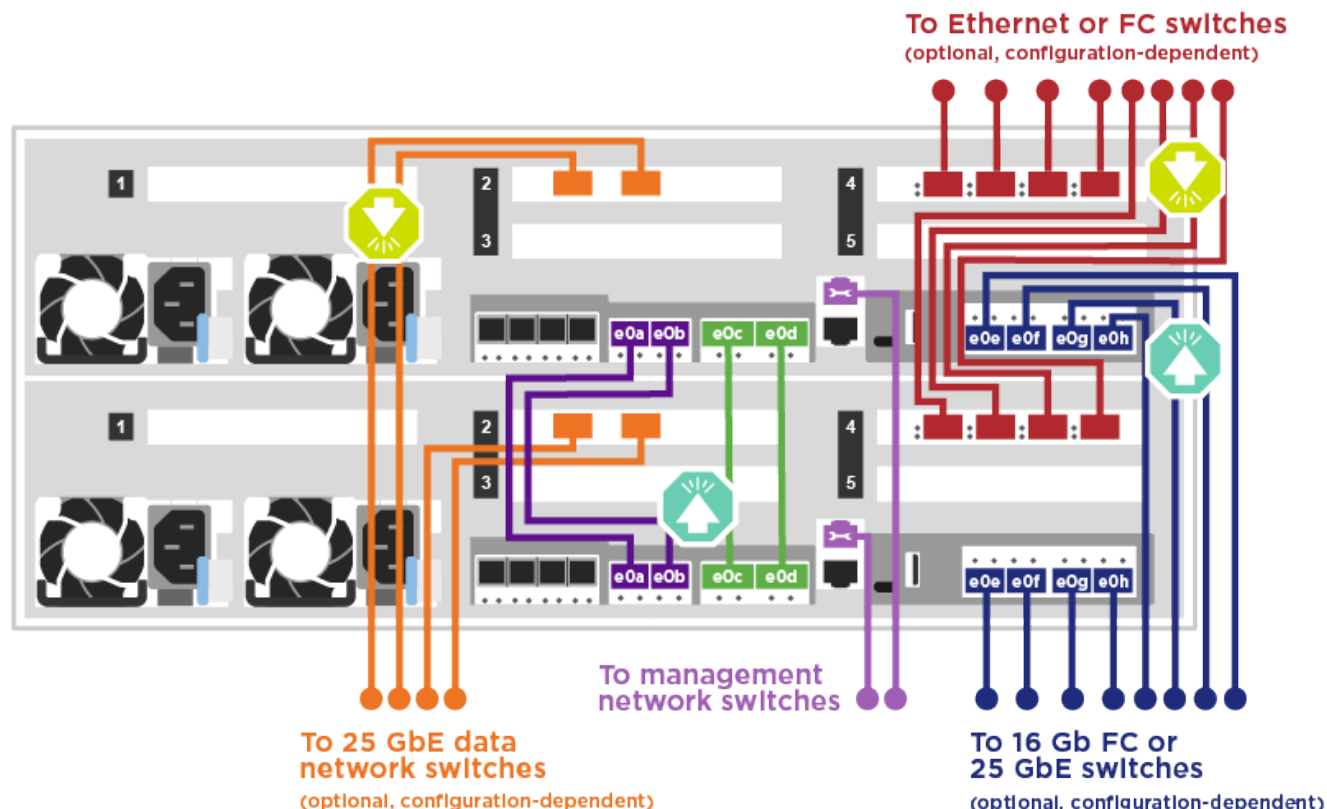 To Ethernet or FC switches
(optional, configuration-dependent)
1
2
4
3
5
e0a e0b e0c e0d
e0e e0f e0g e0h
1
2
4
3
5
e0a e0b e0c e0d
e0e e0f e0g e0h
To management
network switches
To 25 GbE data
network switches
(optional, configuration-dependent)
To 16 Gb FC or
25 GbE switches
(optional, configuration-dependent)